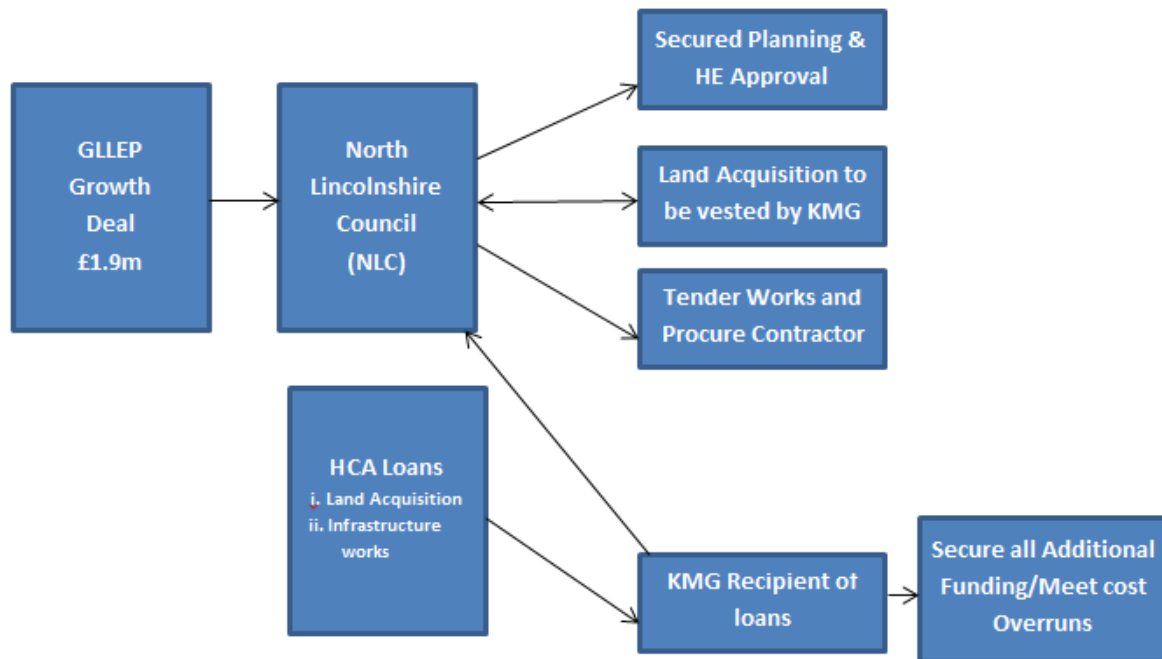 GLLEP
Growth
Deal
£1.9m
North
Lincolnshire
Council
(NLC)
Secured Planning &
HE Approval
Land Acquisition to
be vested by KMG
Tender Works and
Procure Contractor
HCA Loans
i. Land Acquisition
ii. Infrastructure
works
KMG Recipient of
loans
Secure all Additional
Funding/Meet cost
Overruns